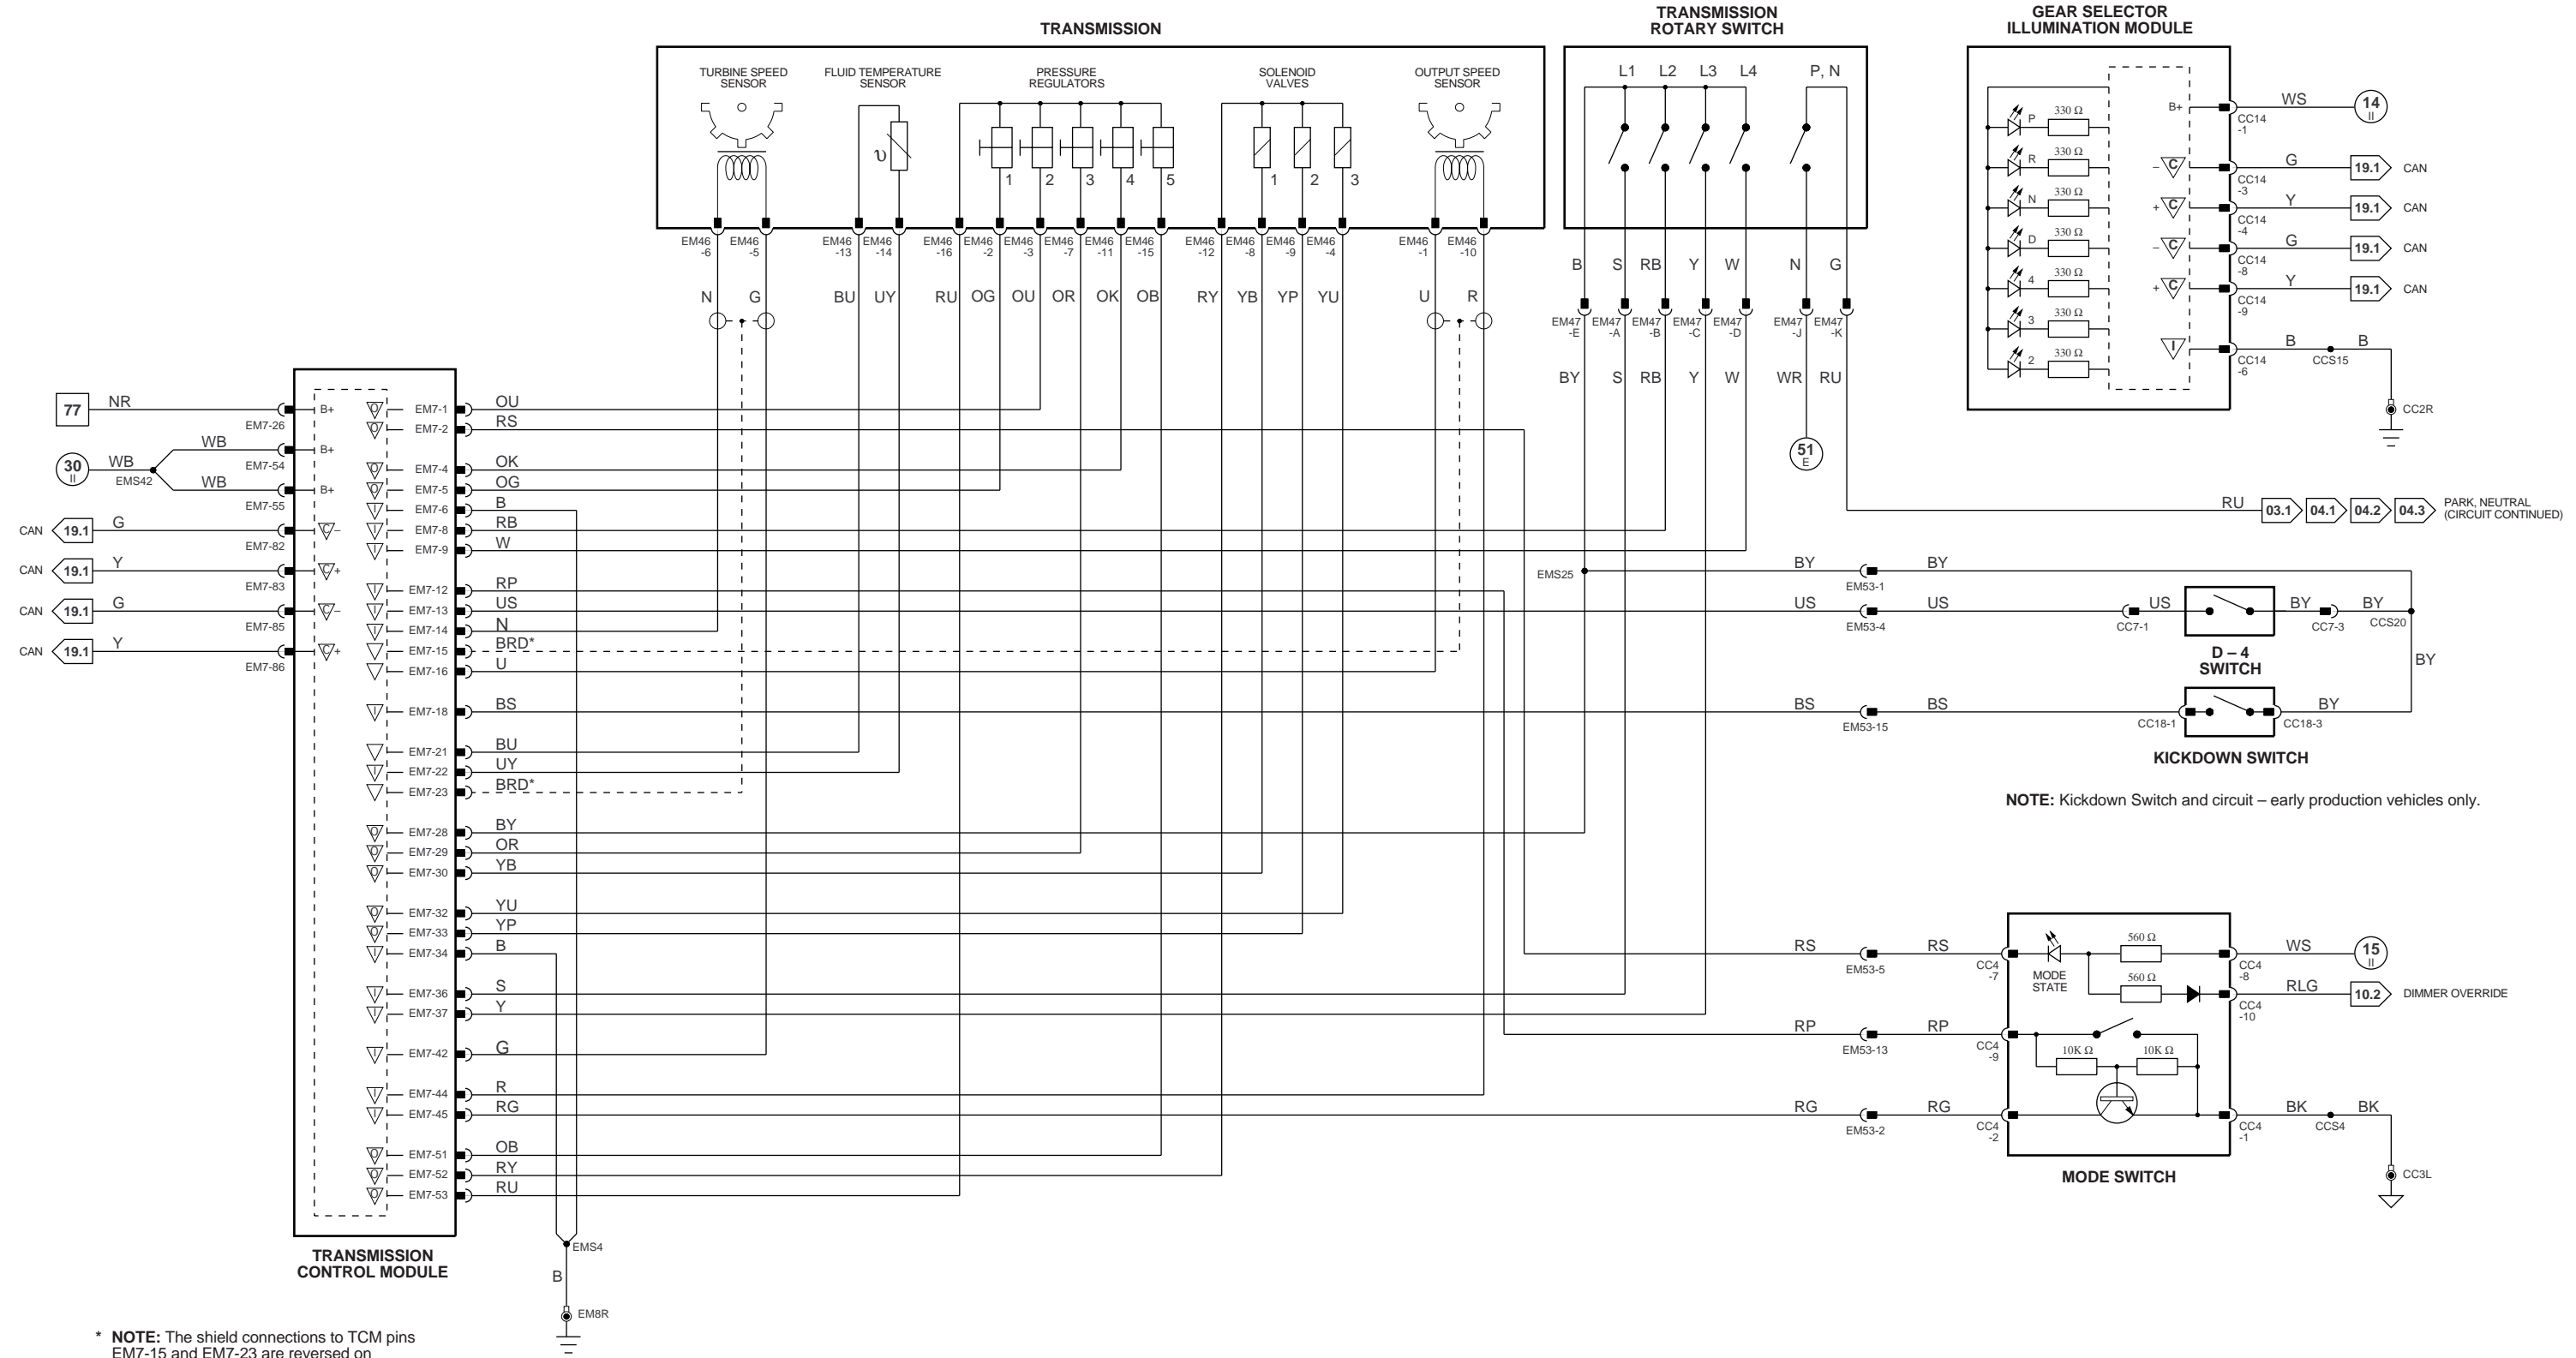 TRANSMISSION
TRANSMISSION
ROTARY SWITCH
GEAR SELECTOR
ILLUMINATION MODULE
TURBINE SPEED
SENSOR
FLUID TEMPERATURE
SENSOR
PRESSURE
REGULATORS
SOLENOID
VALVES
OUTPUT SPEED
SENSOR
υ
1 2 3 4 5
1 2 3
L1 L2 L3 L4 P, N
EM46
-6
EM46
-5
EM46
-13
EM46
-14
EM46
-16
EM46
-2
EM46
-3
EM46
-7
EM46
-11
EM46
-15
EM46
-12
EM46
-8
EM46
-9
EM46
-4
EM46
-1
EM46
-10
N G BU UY RU OG OU OR OK OB RY YB YP YU U R
B S RB Y W N G
EM47
-E
EM47
-A
EM47
-B
EM47
-C
EM47
-D
EM47
-J
EM47
-K
BY S RB Y W WR RU
51
E
P 330 Ω
R 330 Ω
N 330 Ω
D 330 Ω
4 330 Ω
3 330 Ω
2 330 Ω
B+ CC14
-1
WS 14
II
– C CC14
-3
G 19.1 CAN
+ C CC14
-4
Y 19.1 CAN
– C CC14
-8
G 19.1 CAN
+ C CC14
-9
Y 19.1 CAN
I CC14
-6
B CCS15 B
CC2R
77 NR EM7-26 B+
30
II
WB EMS42
WB EM7-54 B+
WB EM7-55 B+
CAN 19.1 G EM7-82 C –
CAN 19.1 Y EM7-83 C +
CAN 19.1 G EM7-85 C –
CAN 19.1 Y EM7-86 C +
O EM7-1 OU
O EM7-2 RS
O EM7-4 OK
O EM7-5 OG
I EM7-6 B
I EM7-8 RB
I EM7-9 W
I EM7-12 RP
I EM7-13 US
I EM7-14 N
EM7-15 BRD*
I EM7-16 U
I EM7-18 BS
EM7-21 BU
I EM7-22 UY
EM7-23 BRD*
O EM7-28 BY
O EM7-29 OR
O EM7-30 YB
O EM7-32 YU
O EM7-33 YP
I EM7-34 B
I EM7-36 S
I EM7-37 Y
I EM7-42 G
I EM7-44 R
I EM7-45 RG
O EM7-51 OB
O EM7-52 RY
O EM7-53 RU
TRANSMISSION
CONTROL MODULE
EMS4
B
EM8R
RU 03.1 04.1 04.2 04.3 PARK, NEUTRAL
(CIRCUIT CONTINUED)
EMS25 BY EM53-1 BY
US EM53-4 US CC7-1 US BY CC7-3 BY CCS20
D – 4
SWITCH
BY
BS EM53-15 BS CC18-1 CC18-3 BY
KICKDOWN SWITCH
NOTE: Kickdown Switch and circuit – early production vehicles only.
RS EM53-5 RS CC4
-7
MODE
STATE
560 Ω
560 Ω
CC4
-8
WS 15
II
CC4
-10
RLG 10.2 DIMMER OVERRIDE
RP EM53-13 RP CC4
-9
10K Ω 10K Ω
RG EM53-2 RG CC4
-2
CC4
-1
BK CCS4 BK
CC3L
MODE SWITCH
* NOTE: The shield connections to TCM pins
EM7-15 and EM7-23 are reversed on